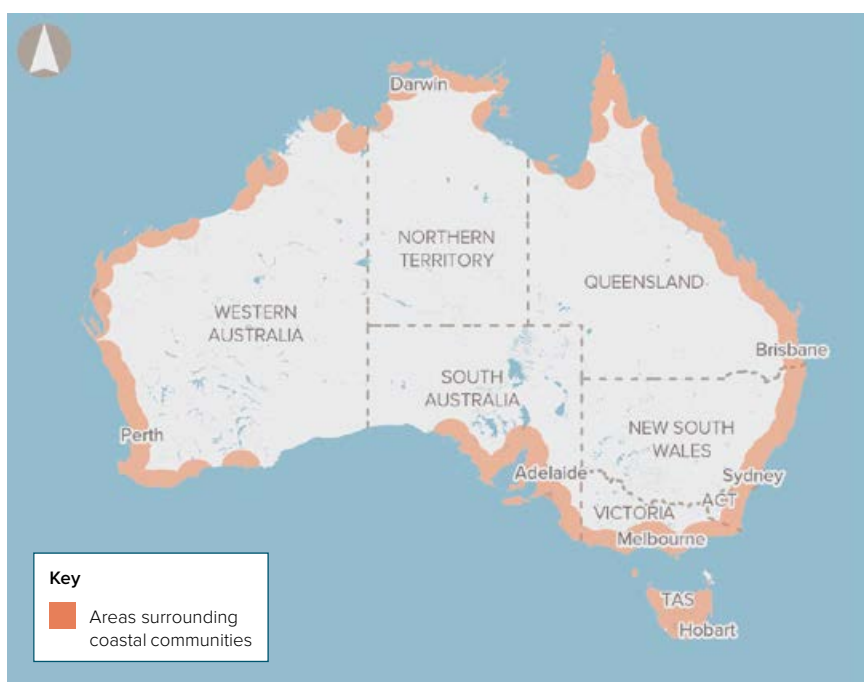 Darwin
NORTHERN
TERRITORY
QUEENSLAND
WESTERN
AUSTRALIA
Brisbane
SOUTH
AUSTRALIA
NEW SOUTH
WALES
Perth
Adelaide
Sydney
ACT
VICTORIA
Melbourne
TAS
Hobart
Key
Areas surrounding
coastal communities